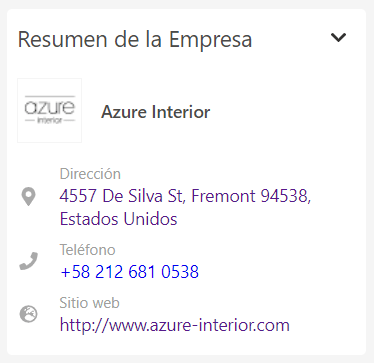 Resumen de la Empresa
azure
interior
Azure Interior
Dirección
4557 De Silva St, Fremont 94538,
Estados Unidos
Teléfono
+58 212 681 0538
Sitio web
http://www.azure-interior.com